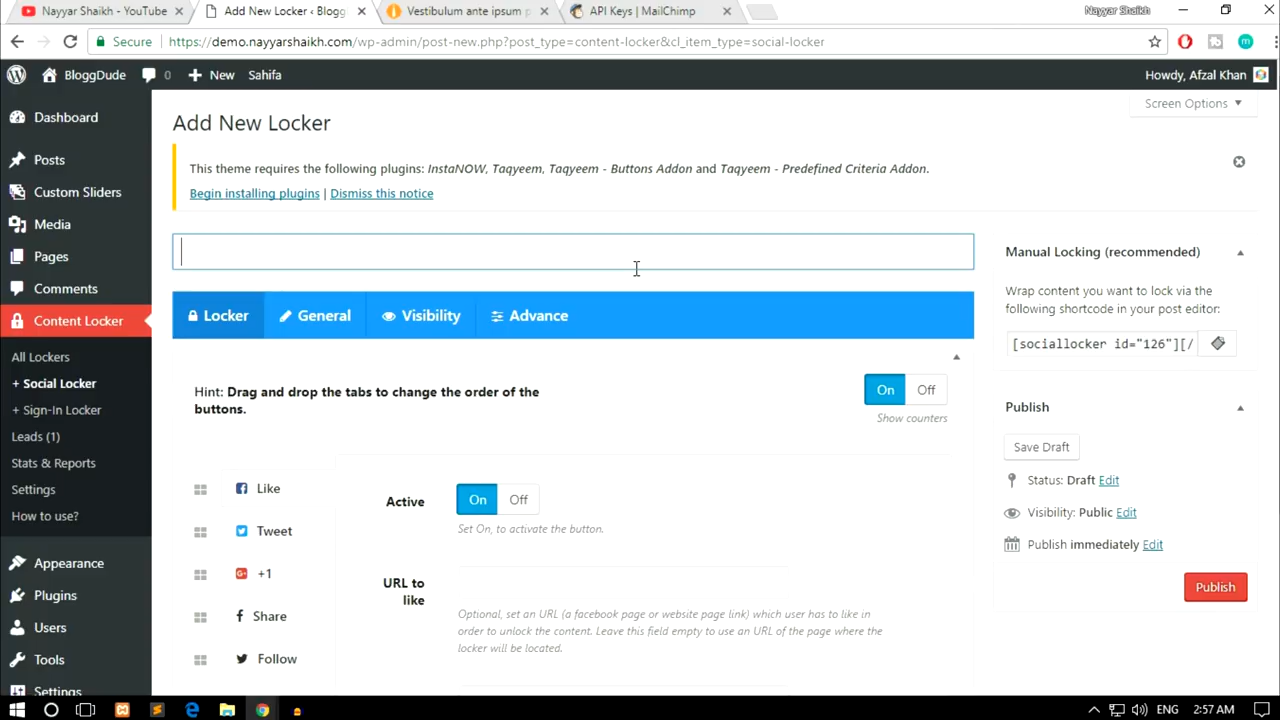 Nayyar Shaikh - YouTube
Add New Locker ‹ Blogg
Vestibulum ante ipsum p
API Keys | MailChimp
Nayyar Shaikh
Secure
https://demo.nayyarshaikh.com/wp-admin/post-new.php?post_type=content-locker&cl_item_type=social-locker
BloggDude
0
New
Sahifa
Howdy, Afzal Khan
Dashboard
Posts
Custom Sliders
Media
Pages
Comments
Content Locker
All Lockers
+ Social Locker
+ Sign-In Locker
Leads (1)
Stats & Reports
Settings
How to use?
Appearance
Plugins
Users
Tools
Settings
Screen Options
Add New Locker
This theme requires the following plugins: InstaNOW, Taqyeem, Taqyeem - Buttons Addon and Taqyeem - Predefined Criteria Addon.
Begin installing plugins | Dismiss this notice
Locker
General
Visibility
Advance
Hint: Drag and drop the tabs to change the order of the
buttons.
On
Off
Show counters
Like
Tweet
+1
Share
Follow
Active
On
Off
Set On, to activate the button.
URL to
like
Optional, set an URL (a facebook page or website page link) which user has to like in
order to unlock the content. Leave this field empty to use an URL of the page where the
locker will be located.
Manual Locking (recommended)
Wrap content you want to lock via the
following shortcode in your post editor:
[sociallocker id="126"][/
Publish
Save Draft
Status: Draft Edit
Visibility: Public Edit
Publish immediately Edit
Publish
ENG
2:57 AM